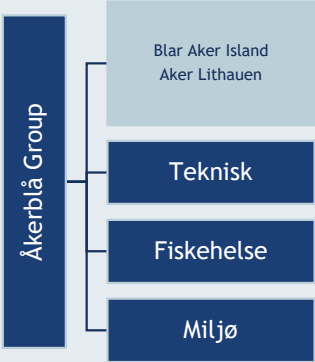 Åkerblå Group
Blar Aker Island
Aker Lithauen
Teknisk
Fiskehelse
Miljø